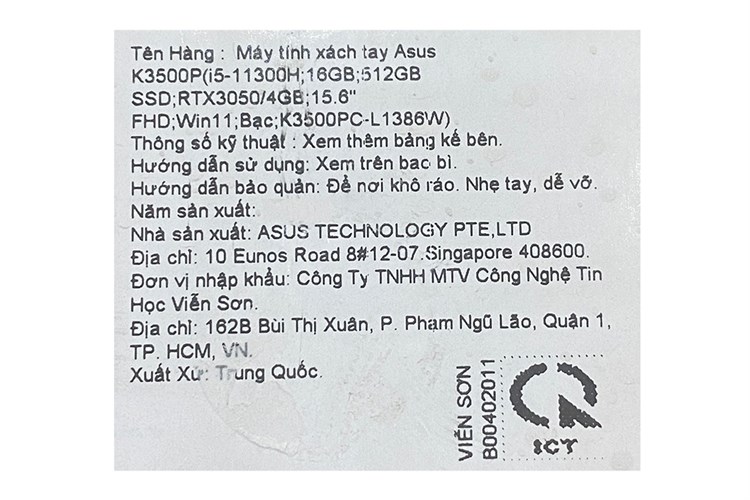 Tên Hàng : Máy tính xách tay Asus
K3500P(i5-11300H;16GB;512GB
SSD;RTX3050/4GB;15.6"
FHD;Win11;Bạc;K3500PC-L1386W)
Thông số kỹ thuật : Xem thêm bảng kế bên.
Hướng dẫn sử dụng: Xem trên bao bì.
Hướng dẫn bảo quản: Để nơi khô ráo. Nhẹ tay, dễ vỡ.
Năm sản xuất:
Nhà sản xuất: ASUS TECHNOLOGY PTE,LTD
Địa chỉ: 10 Eunos Road 8#12-07.Singapore 408600.
Đơn vị nhập khẩu: Công Ty TNHH MTV Công Nghệ Tin
Học Viễn Sơn.
Địa chỉ: 162B Bùi Thị Xuân, P. Phạm Ngũ Lão, Quận 1,
TP. HCM, VN.
Xuất Xứ: Trung Quốc.
VIỄN SƠN
B00402011
ICT